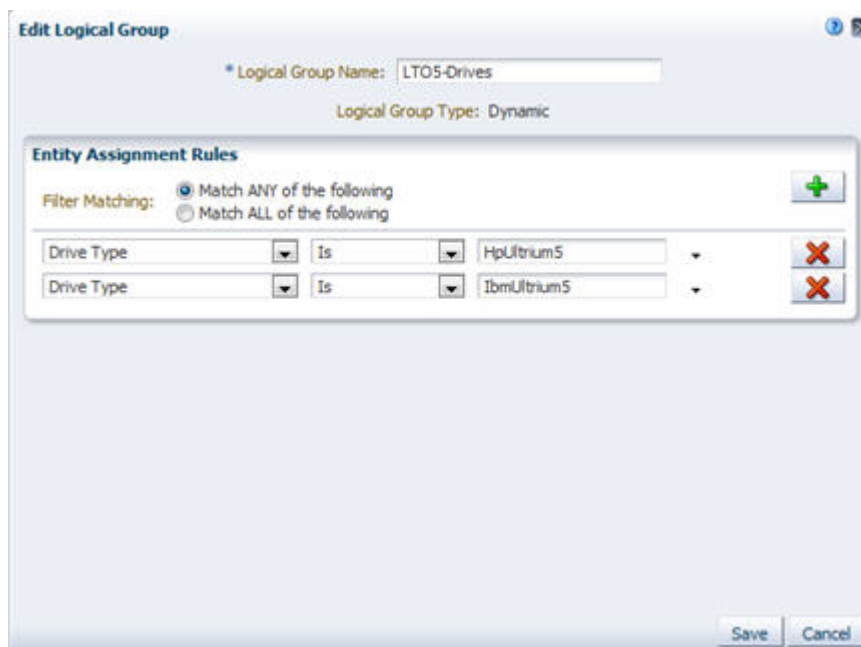 Edit Logical Group
* Logical Group Name: LTO5-Drives
Logical Group Type: Dynamic
Entity Assignment Rules
Filter Matching: Match ANY of the following
Match ALL of the following
Drive Type Is HpUltrium5
Drive Type Is IbmUltrium5
Save Cancel